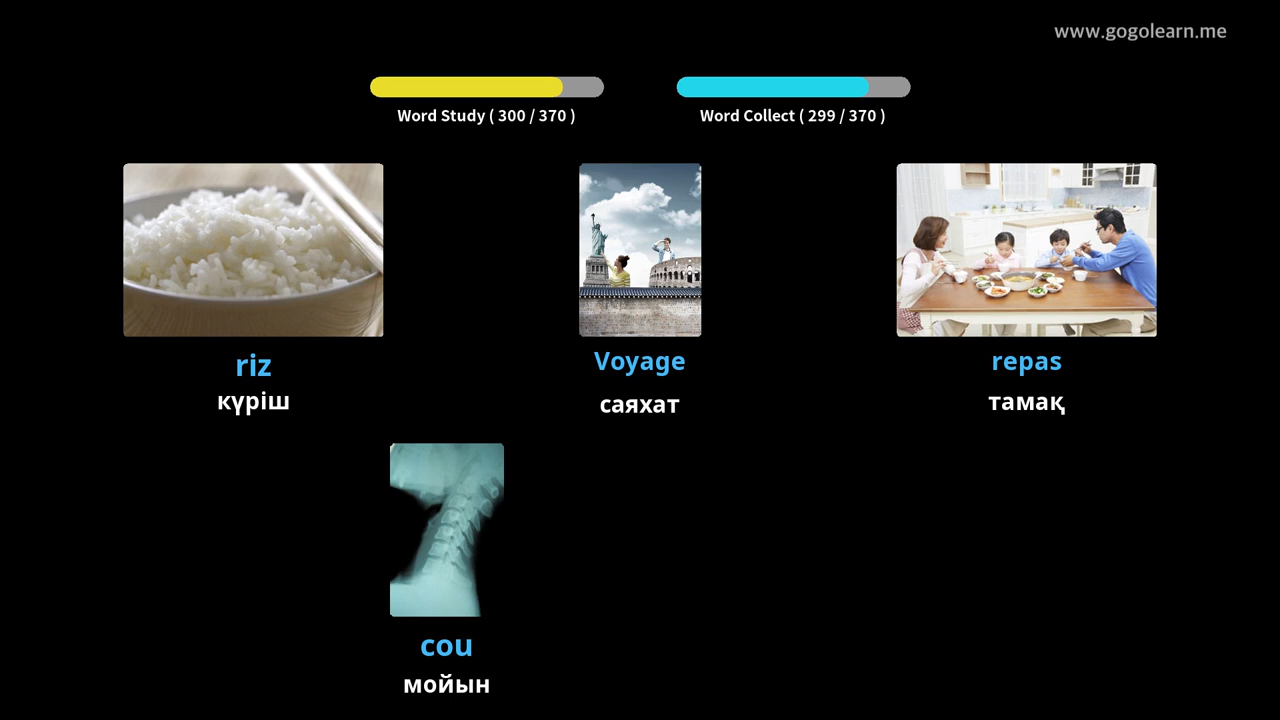 www.gogolearn.me
Word Study ( 300 / 370 )
Word Collect ( 299 / 370 )
riz
күріш
Voyage
саяхат
repas
тамақ
cou
мойын